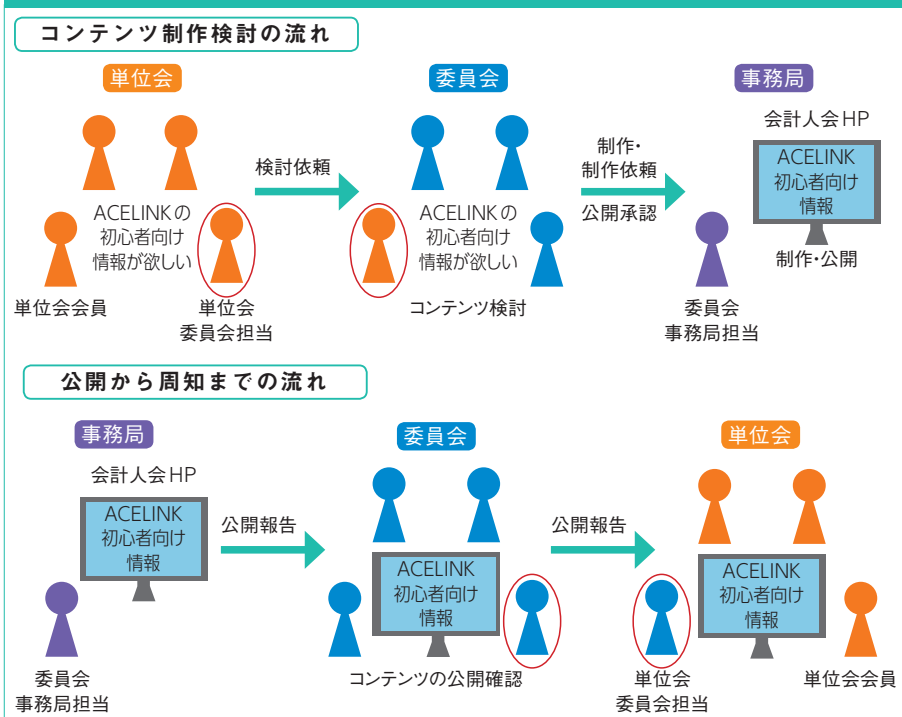 コンテンツ制作検討の流れ
単位会
委員会
事務局
会計人会HP
検討依頼
制作・
制作依頼
公開承認
ACELINK
初心者向け
情報
ACELINKの
初心者向け
情報が欲しい
ACELINKの
初心者向け
情報が欲しい
制作・公開
単位会会員
単位会
委員会担当
コンテンツ検討
委員会
事務局担当
公開から周知までの流れ
事務局
委員会
単位会
会計人会HP
ACELINK
初心者向け
情報
公開報告
公開報告
ACELINK
初心者向け
情報
ACELINK
初心者向け
情報
委員会
事務局担当
コンテンツの公開確認
単位会
委員会担当
単位会会員